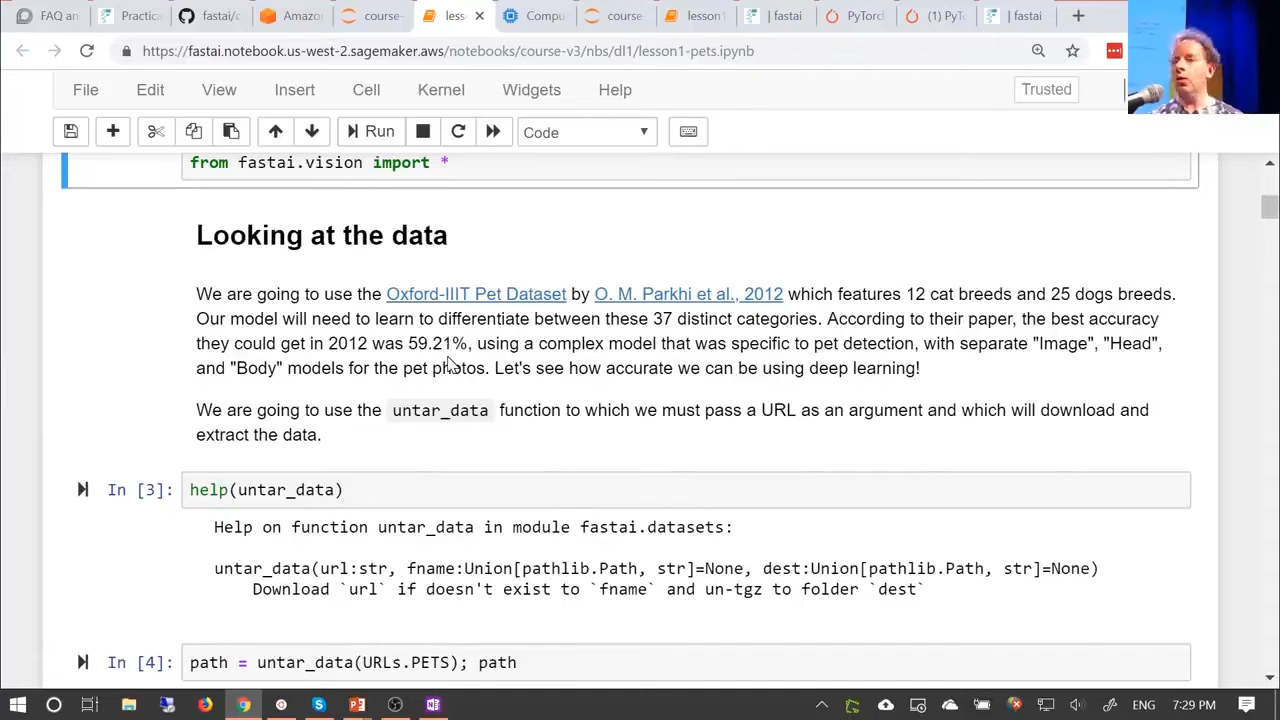 FAQ an
Practica
fastai/c
Amazon
course-
less
Compu
course
lesson1
| fastai
PyTorc
(1) PyT
| fastai
https://fastai.notebook.us-west-2.sagemaker.aws/notebooks/course-v3/nbs/dl1/lesson1-pets.ipynb
File Edit View Insert Cell Kernel Widgets Help Trusted
Run Code
from fastai.vision import *
Looking at the data
We are going to use the Oxford-IIIT Pet Dataset by O. M. Parkhi et al., 2012 which features 12 cat breeds and 25 dogs breeds.
Our model will need to learn to differentiate between these 37 distinct categories. According to their paper, the best accuracy
they could get in 2012 was 59.21%, using a complex model that was specific to pet detection, with separate "Image", "Head",
and "Body" models for the pet photos. Let's see how accurate we can be using deep learning!
We are going to use the untar_data function to which we must pass a URL as an argument and which will download and
extract the data.
In [3]: help(untar_data)
Help on function untar_data in module fastai.datasets:
untar_data(url:str, fname:Union[pathlib.Path, str]=None, dest:Union[pathlib.Path, str]=None)
Download `url` if doesn't exist to `fname` and un-tgz to folder `dest`
In [4]: path = untar_data(URLs.PETS); path
ENG 7:29 PM